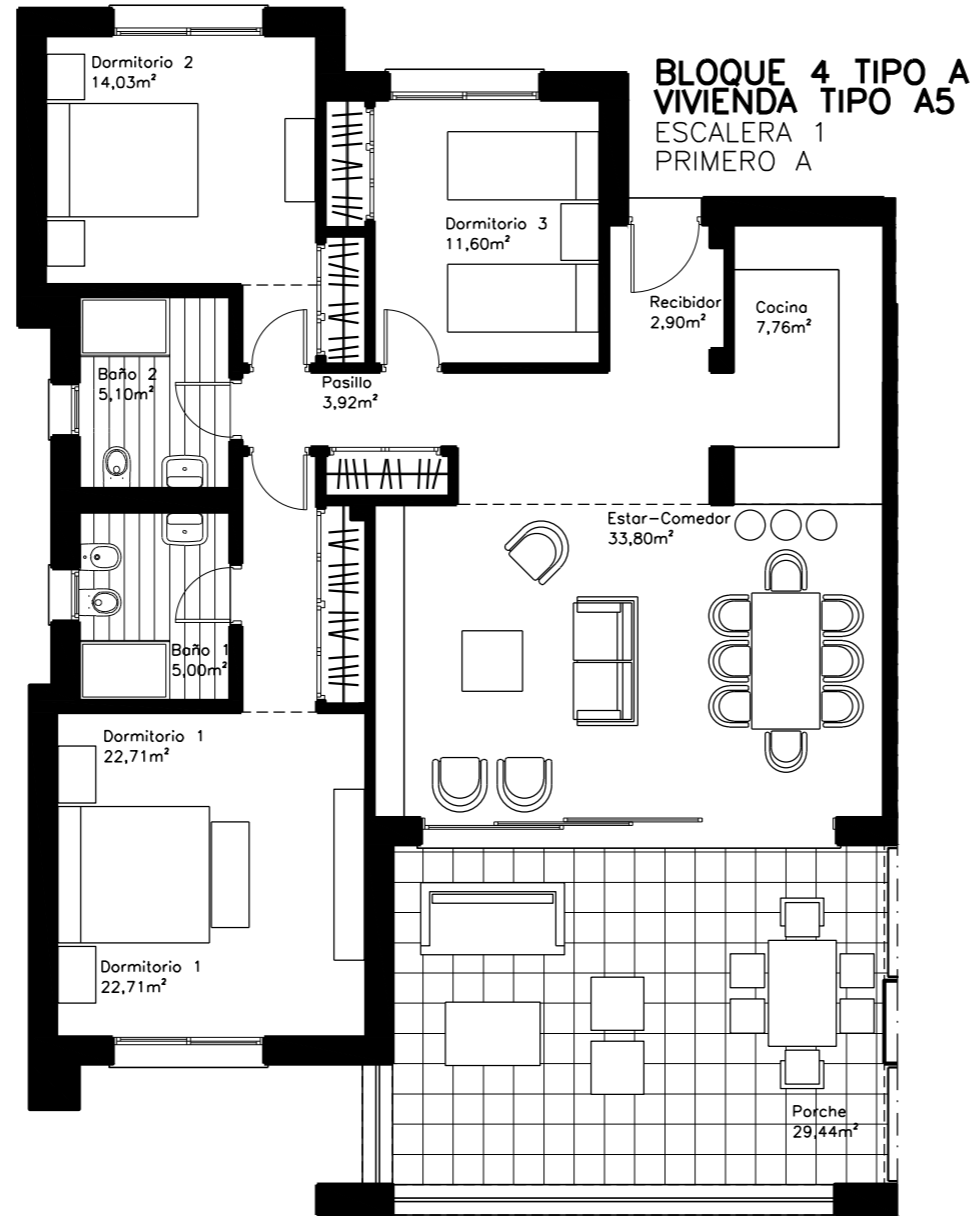 BLOQUE 4 TIPO A
VIVIENDA TIPO A5
ESCALERA 1
PRIMERO A
Dormitorio 2
14,03m²
Dormitorio 3
11,60m²
Recibidor
2,90m²
Cocina
7,76m²
Baño 2
5,10m²
Pasillo
3,92m²
Estar-Comedor
33,80m²
Baño 1
5,00m²
Dormitorio 1
22,71m²
Dormitorio 1
22,71m²
Porche
29,44m²